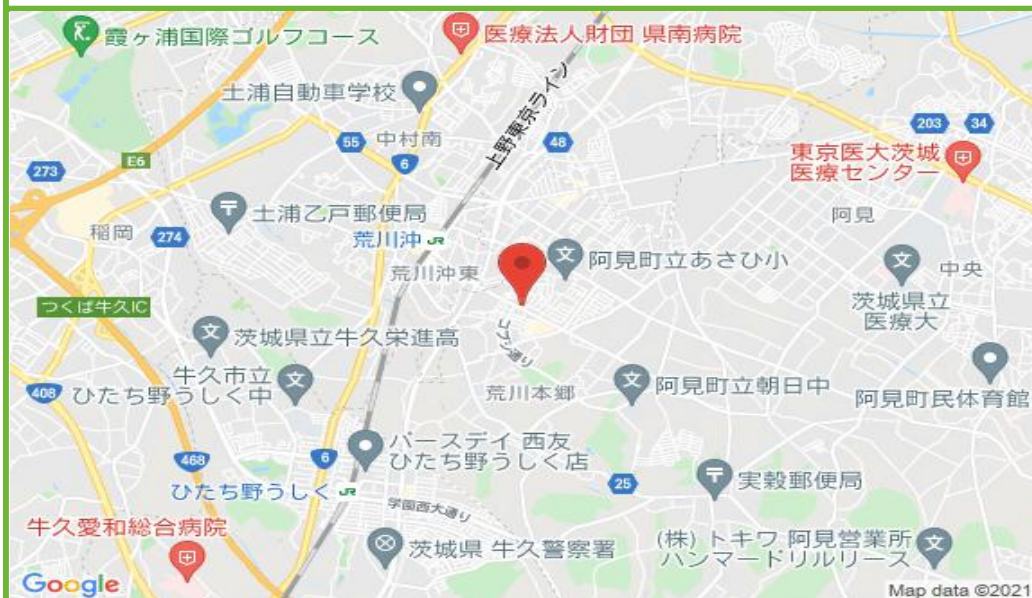 霞ヶ浦国際ゴルフコース
医療法人財団 県南病院
土浦自動車学校
上野東京ライン
中村南
55
6
48
203
34
E6
273
東京医大茨城
医療センター
土浦乙戸郵便局
稲岡
274
荒川沖
JR
阿見
荒川沖東
阿見町立あさひ小
中央
つくば牛久IC
茨城県立
医療大
茨城県立牛久栄進高
牛久市立
ひたち野うしく中
408
荒川本郷
阿見町立朝日中
阿見町民体育館
バースデイ 西友
ひたち野うしく店
468
6
25
実穀郵便局
ひたち野うしく
JR
学園西大通り
牛久愛和総合病院
茨城県 牛久警察署
(株) トキワ 阿見営業所
ハンマードリルリース
Google
Map data ©2021